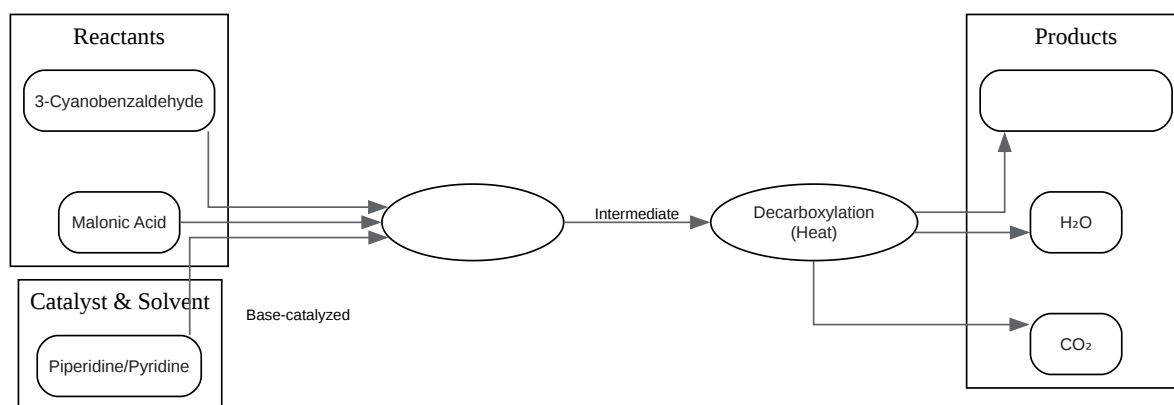 Reactants
3-Cyanobenzaldehyde
Malonic Acid
Catalyst & Solvent
Piperidine/Pyridine
Base-catalyzed
Intermediate
Decarboxylation
(Heat)
Products
H₂O
CO₂